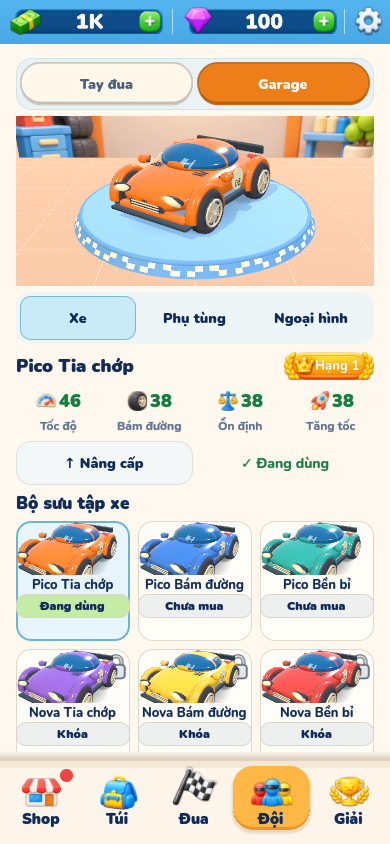 1K
100
Tay đua
Garage
Xe
Phụ tùng
Ngoại hình
Pico Tia chớp
Hạng 1
46
38
38
38
Tốc độ
Bám đường
Ổn định
Tăng tốc
↑ Nâng cấp
✓ Đang dùng
Bộ sưu tập xe
Pico Tia chớp
Pico Bám đường
Pico Bền bỉ
Đang dùng
Chưa mua
Chưa mua
Nova Tia chớp
Nova Bám đường
Nova Bền bỉ
Khóa
Khóa
Khóa
Shop
Túi
Đua
Đội
Giải